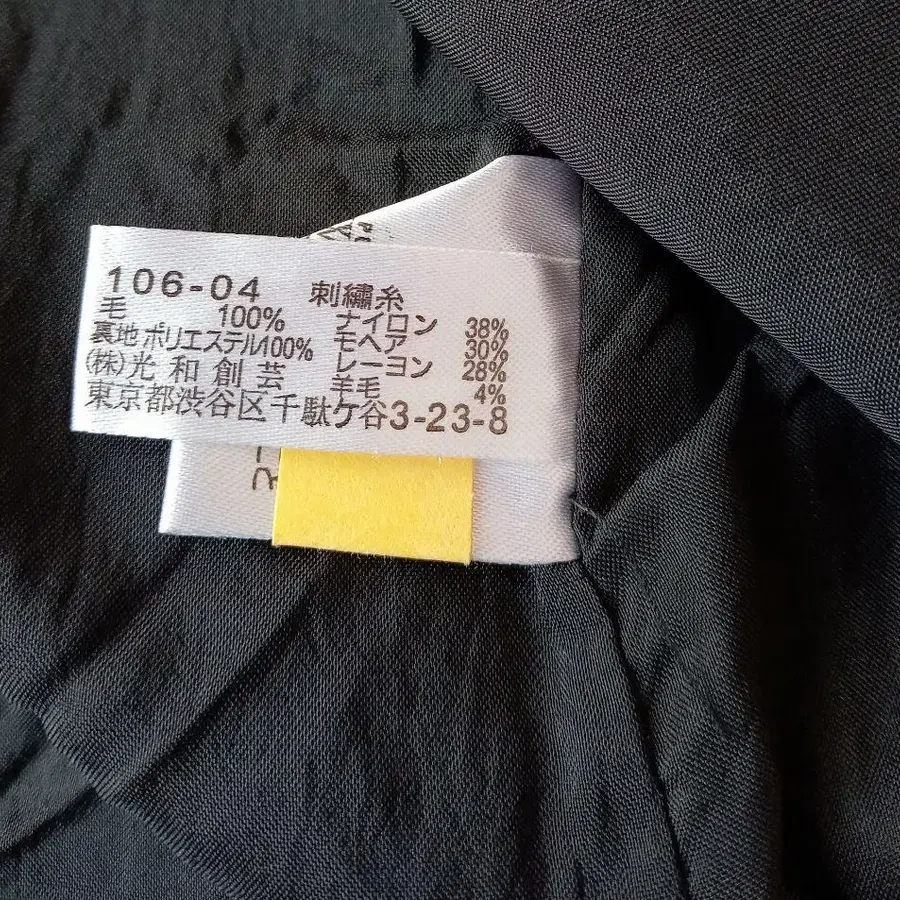 106-04 刺繍糸
毛 100% ナイロン 38%
裏地 ポリエステル100% モヘア 30%
(株)光和創芸 レーヨン 28%
羊毛 4%
東京都渋谷区千駄ケ谷3-23-8